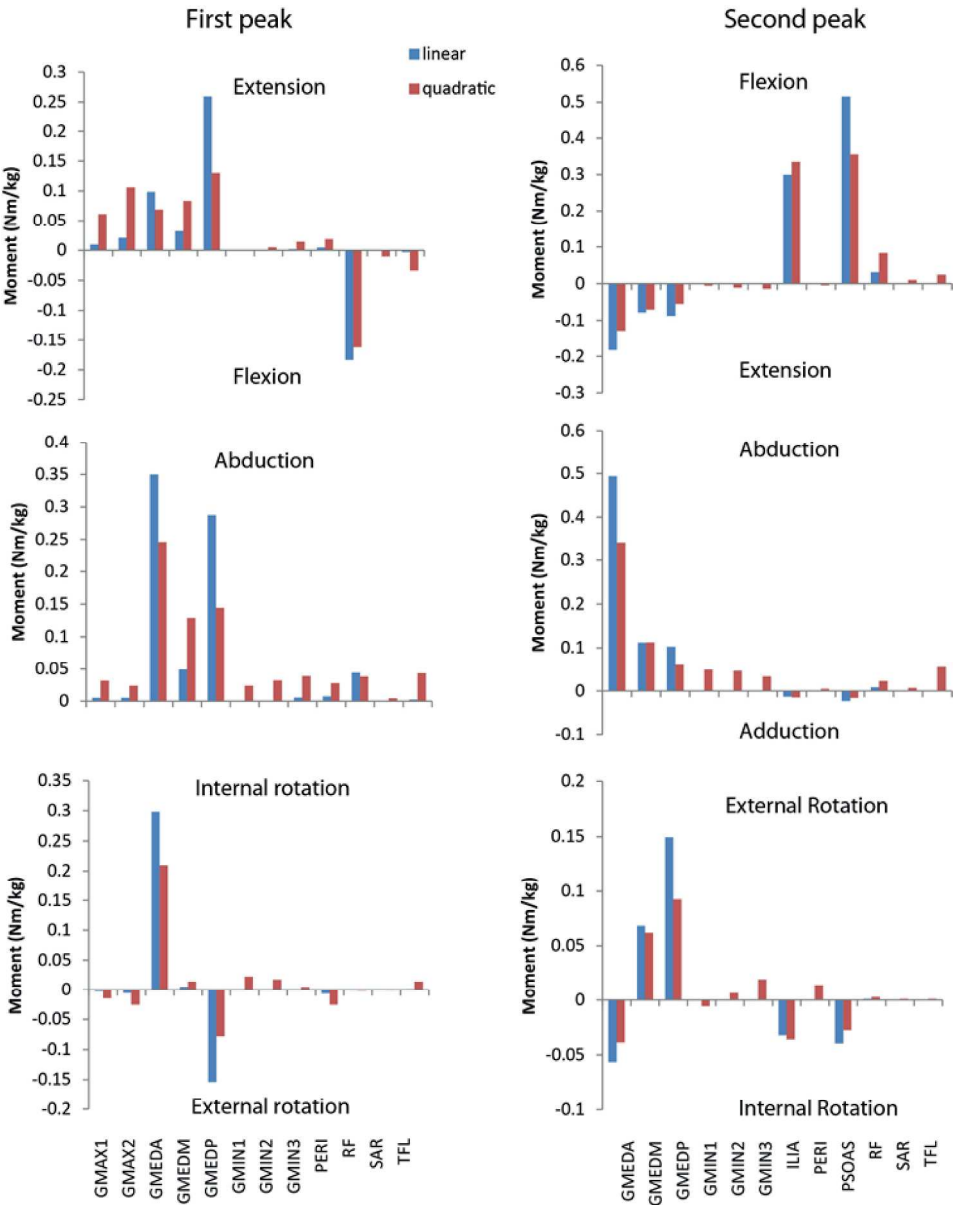 First peak
Second peak
linear
quadratic
Extension
Flexion
Moment (Nm/kg)
0.3
0.25
0.2
0.15
0.1
0.05
0
-0.05
-0.1
-0.15
-0.2
-0.25
Flexion
Extension
Moment (Nm/kg)
0.6
0.5
0.4
0.3
0.2
0.1
0
-0.1
-0.2
-0.3
Abduction
Moment (Nm/kg)
0.4
0.35
0.3
0.25
0.2
0.15
0.1
0.05
0
Abduction
Adduction
Moment (Nm/kg)
0.6
0.5
0.4
0.3
0.2
0.1
0
-0.1
Internal rotation
External rotation
Moment (Nm/kg)
0.35
0.3
0.25
0.2
0.15
0.1
0.05
0
-0.05
-0.1
-0.15
-0.2
External Rotation
Internal Rotation
Moment (Nm/kg)
0.2
0.15
0.1
0.05
0
-0.05
-0.1
GMAX1
GMAX2
GMEDA
GMEDM
GMEDP
GMIN1
GMIN2
GMIN3
PERI
RF
SAR
TFL
GMEDA
GMEDM
GMEDP
GMIN1
GMIN2
GMIN3
ILIA
PERI
PSOAS
RF
SAR
TFL